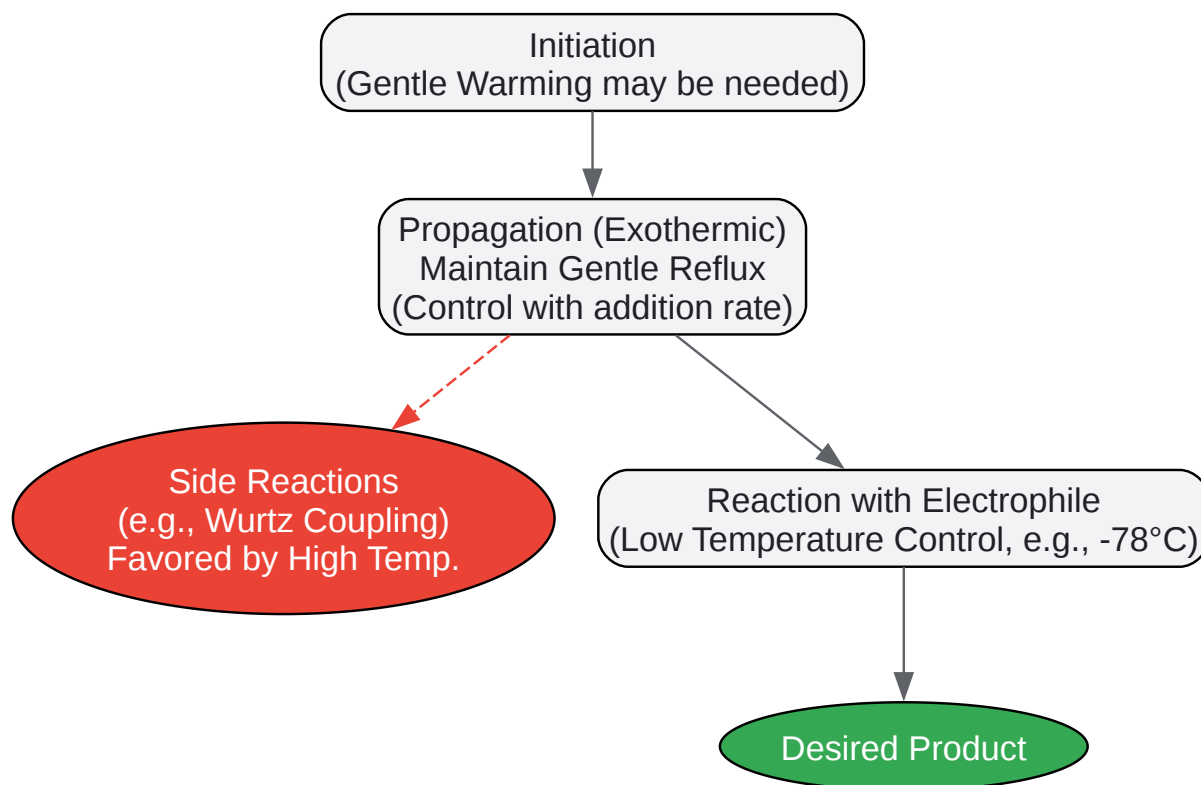 Initiation
(Gentle Warming may be needed)
Propagation (Exothermic)
Maintain Gentle Reflux
(Control with addition rate)
Side Reactions
(e.g., Wurtz Coupling)
Favored by High Temp.
Reaction with Electrophile
(Low Temperature Control, e.g., -78°C)
Desired Product